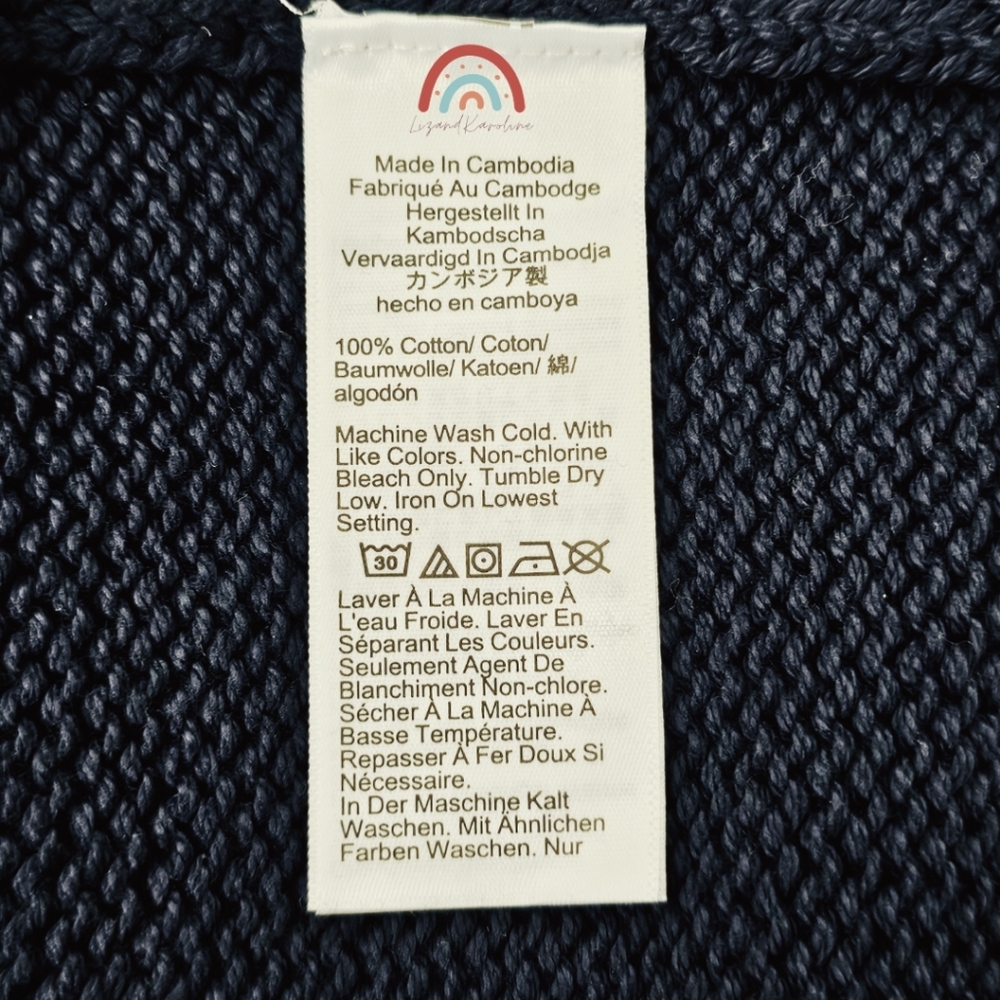 LizandKaroline
Made In Cambodia
Fabriqué Au Cambodge
Hergestellt In
Kambodscha
Vervaardigd In Cambodja
カンボジア製
hecho en camboya
100% Cotton/ Coton/
Baumwolle/ Katoen/ 綿/
algodón
Machine Wash Cold. With
Like Colors. Non-chlorine
Bleach Only. Tumble Dry
Low. Iron On Lowest
Setting.
30
Laver À La Machine À
L'eau Froide. Laver En
Séparant Les Couleurs.
Seulement Agent De
Blanchiment Non-chlore.
Sécher À La Machine À
Basse Température.
Repasser À Fer Doux Si
Nécessaire.
In Der Maschine Kalt
Waschen. Mit Ähnlichen
Farben Waschen. Nur